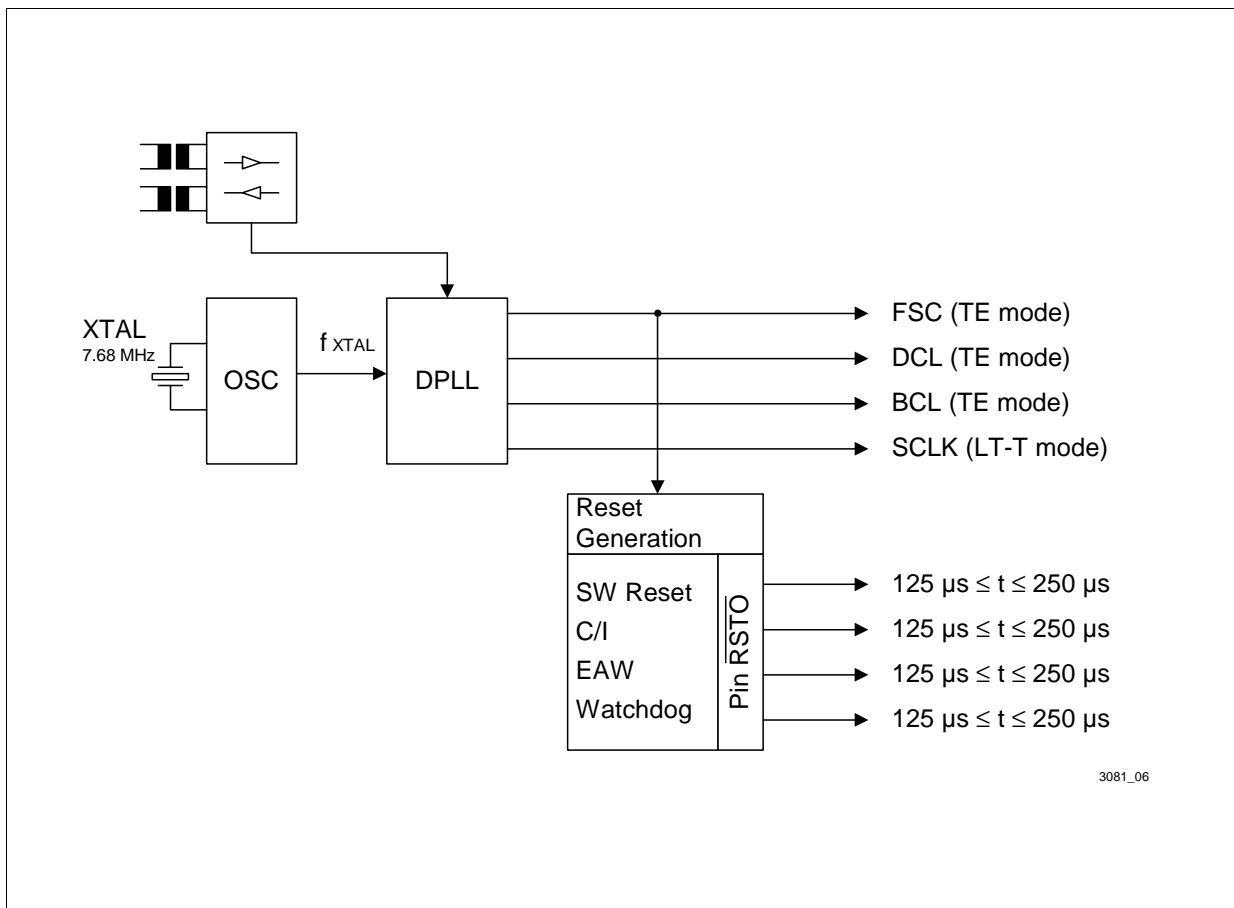 XTAL
7.68 MHz
OSC
f XTAL
DPLL
FSC (TE mode)
DCL (TE mode)
BCL (TE mode)
SCLK (LT-T mode)
Reset
Generation
SW Reset
C/I
EAW
Watchdog
Pin R̅S̅T̅O̅
125 µs ≤ t ≤ 250 µs
125 µs ≤ t ≤ 250 µs
125 µs ≤ t ≤ 250 µs
125 µs ≤ t ≤ 250 µs
3081_06